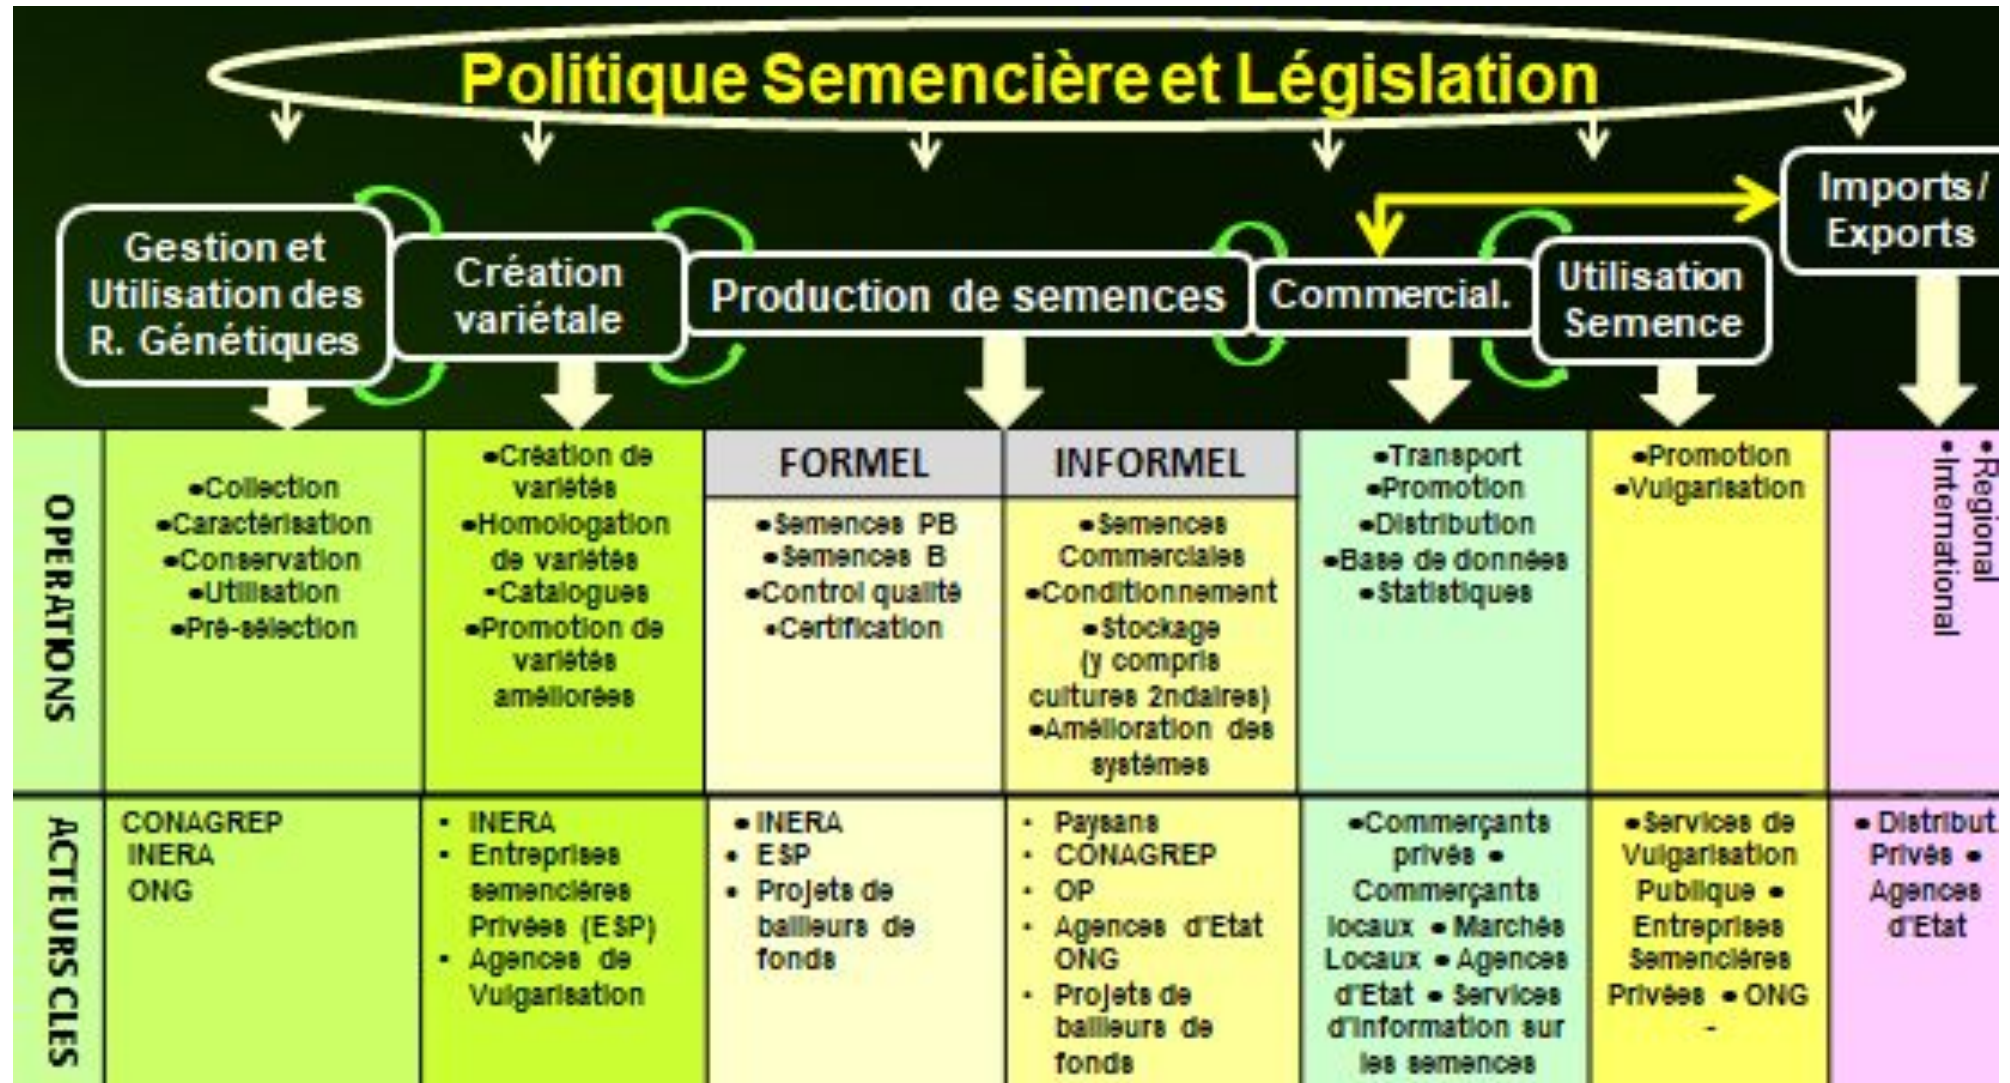 Politique Semencière et Législation
Gestion et
Utilisation des
R. Génétiques
Création
variétale
Production de semences
Commercial.
Utilisation
Semence
Imports /
Exports
OPERATIONS
•Collection
•Caractérisation
•Conservation
•Utilisation
•Pré-sélection
•Création de
variétés
•Homologation
de variétés
-Catalogues
•Promotion de
variétés
améliorées
FORMEL
•Semences PB
•Semences B
•Control qualité
•Certification
INFORMEL
•Semences
Commerciales
•Conditionnement
•Stockage
(y compris
cultures 2ndaires)
•Amélioration des
systèmes
•Transport
•Promotion
•Distribution
•Base de données
•Statistiques
•Promotion
•Vulgarisation
•Regional
•International
ACTEURS CLES
CONAGREP
INERA
ONG
• INERA
• Entreprises
semencières
Privées (ESP)
• Agences de
Vulgarisation
• INERA
• ESP
• Projets de
bailleurs de
fonds
• Paysans
• CONAGREP
• OP
• Agences d'Etat
ONG
• Projets de
bailleurs de
fonds
•Commerçants
privés •
Commerçants
locaux • Marchés
Locaux • Agences
d'Etat • Services
d'information sur
les semences
•Services de
Vulgarisation
Publique •
Entreprises
Semencières
Privées • ONG
-
• Distribut.
Privés •
Agences
d'Etat